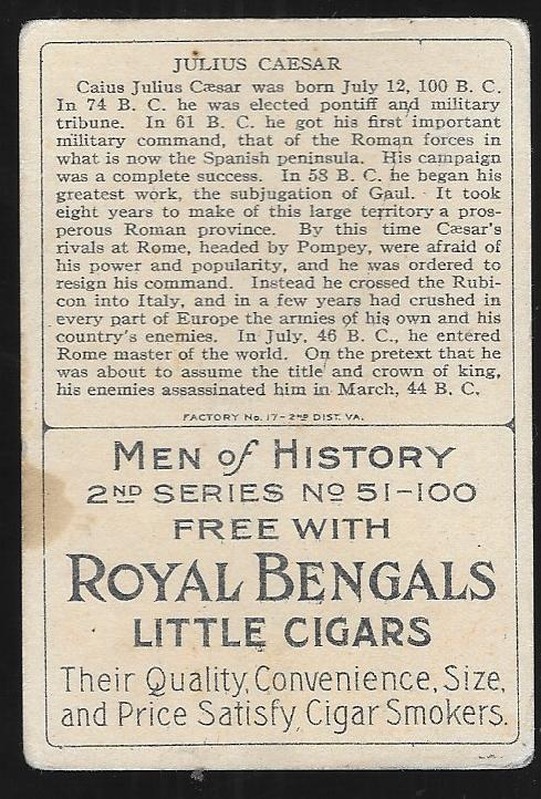 JULIUS CAESAR
Caius Julius Cæsar was born July 12, 100 B. C.
In 74 B. C. he was elected pontiff and military
tribune. In 61 B. C. he got his first important
military command, that of the Roman forces in
what is now the Spanish peninsula. His campaign
was a complete success. In 58 B. C. he began his
greatest work, the subjugation of Gaul. It took
eight years to make of this large territory a pros-
perous Roman province. By this time Cæsar's
rivals at Rome, headed by Pompey, were afraid of
his power and popularity, and he was ordered to
resign his command. Instead he crossed the Rubi-
con into Italy, and in a few years had crushed in
every part of Europe the armies of his own and his
country's enemies. In July, 46 B. C., he entered
Rome master of the world. On the pretext that he
was about to assume the title and crown of king,
his enemies assassinated him in March, 44 B. C.
FACTORY No. 17-2ND DIST. VA.
MEN of HISTORY
2ND SERIES No 51-100
FREE WITH
ROYAL BENGALS
LITTLE CIGARS
Their Quality, Convenience, Size,
and Price Satisfy Cigar Smokers.